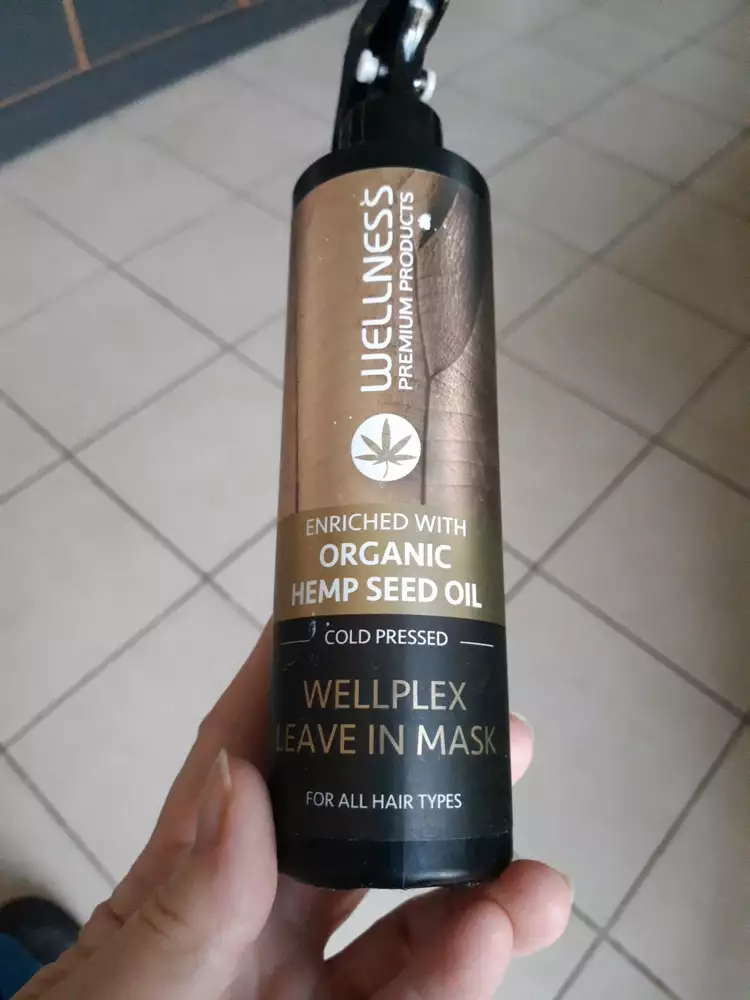 WELLNESS
PREMIUM PRODUCTS
ENRICHED WITH
ORGANIC
HEMP SEED OIL
COLD PRESSED
WELLPLEX
LEAVE IN MASK
FOR ALL HAIR TYPES